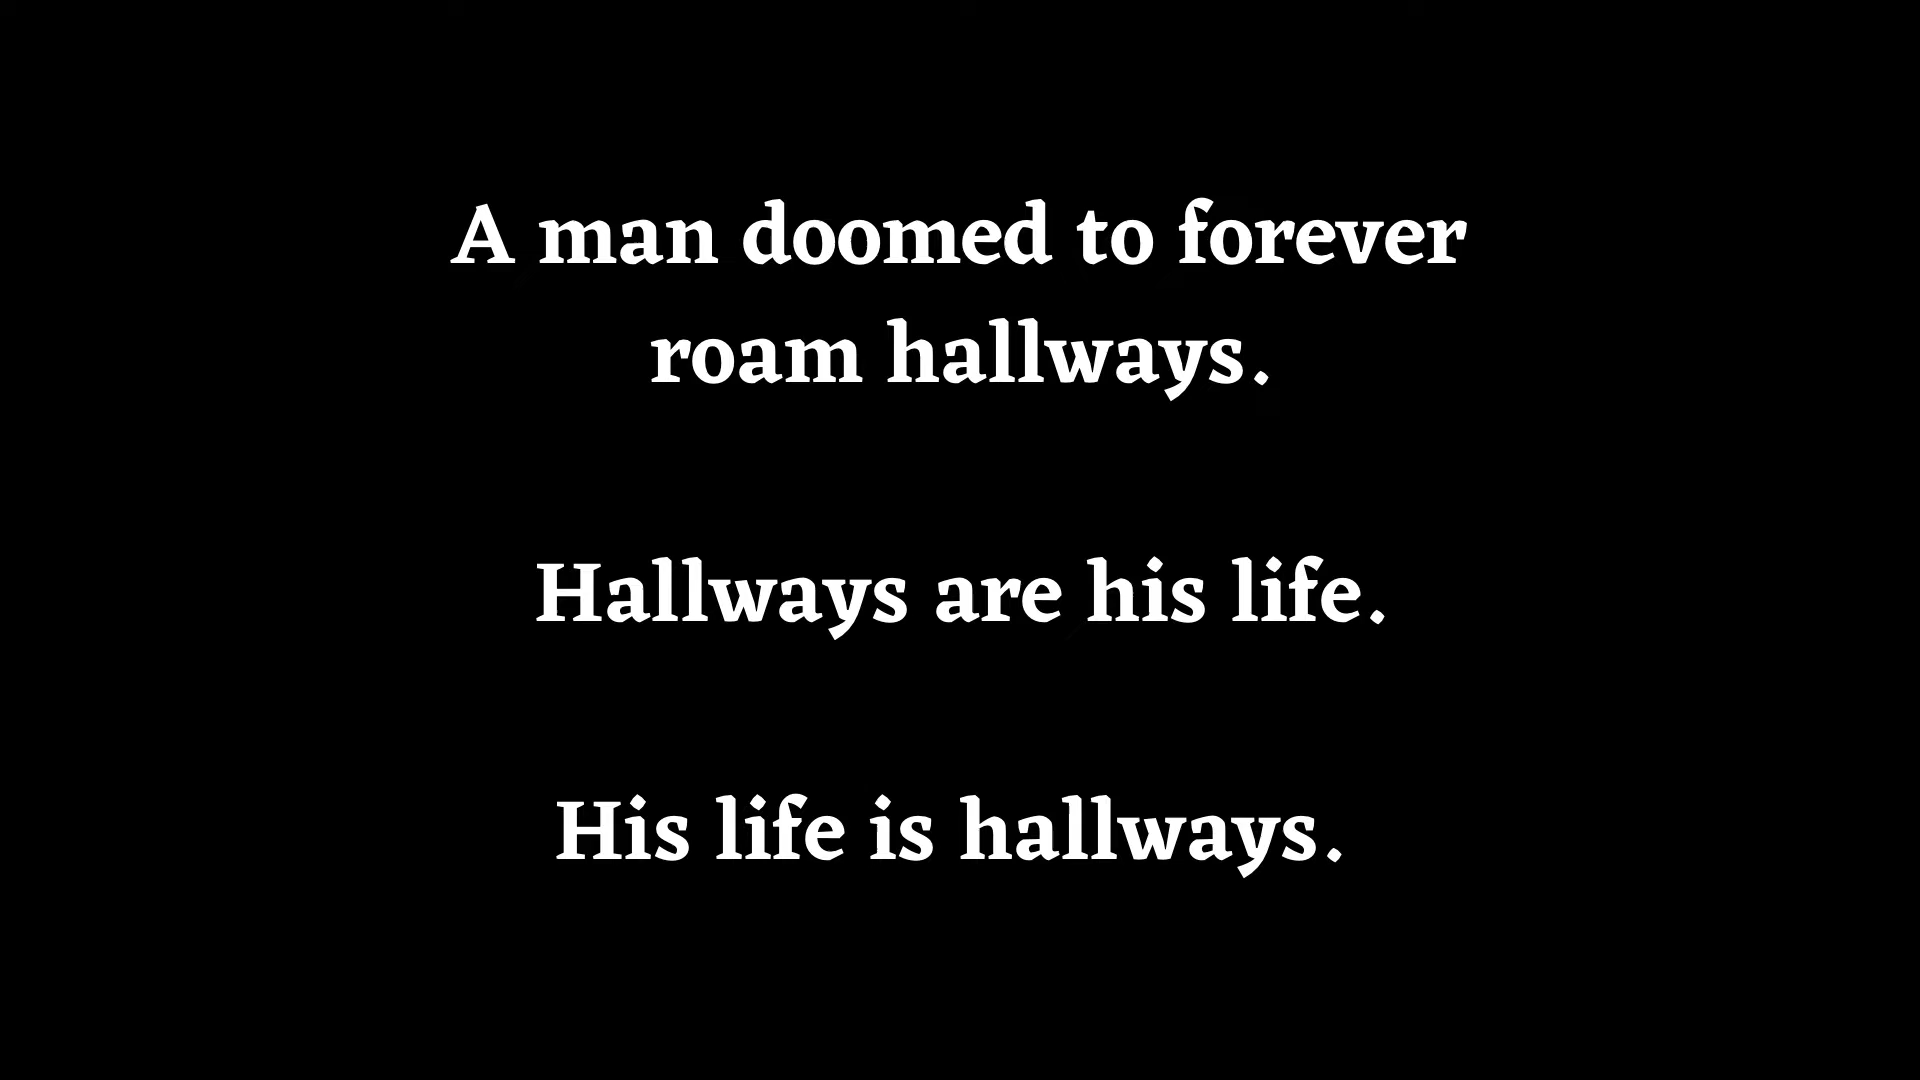 A man doomed to forever
roam hallways.
Hallways are his life.
His life is hallways.